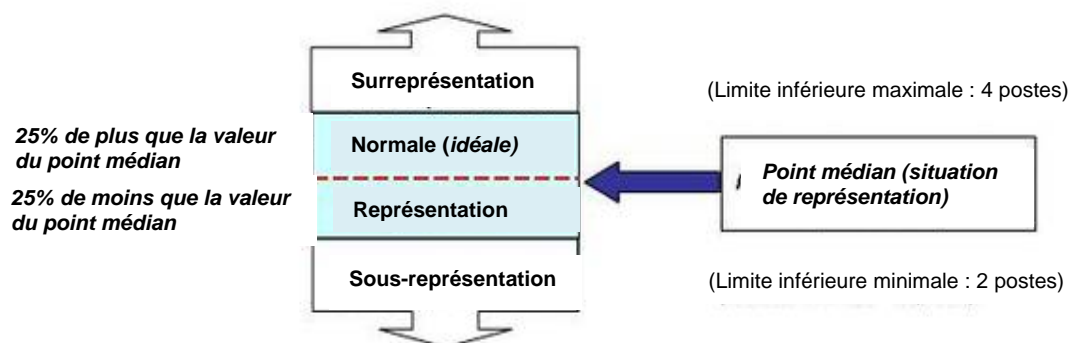 Surreprésentation
(Limite inférieure maximale : 4 postes)
25% de plus que la valeur
du point médian
Normale (idéale)
Point médian (situation
de représentation)
25% de moins que la valeur
du point médian
Représentation
Sous-représentation
(Limite inférieure minimale : 2 postes)